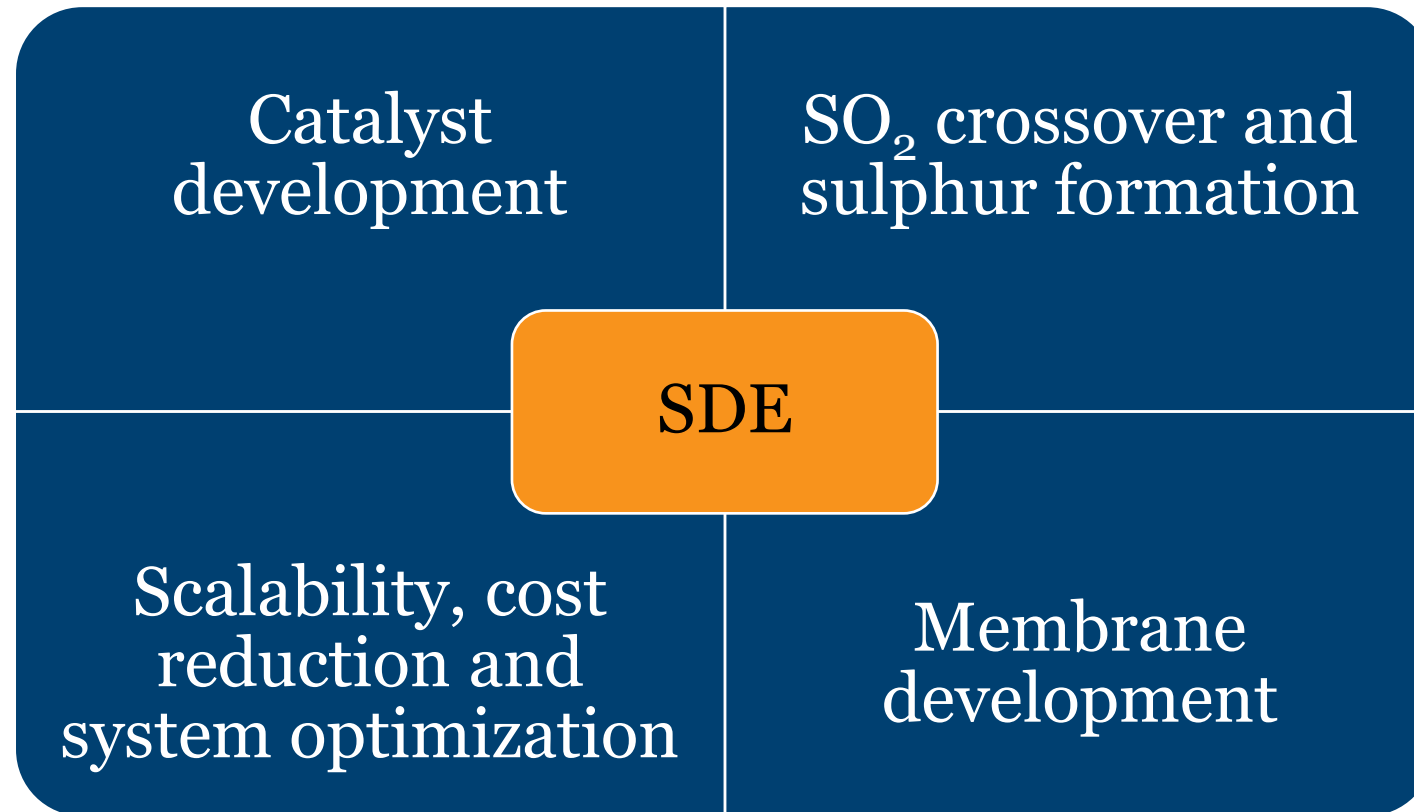 Catalyst
development
SO₂ crossover and
sulphur formation
SDE
Scalability, cost
reduction and
system optimization
Membrane
development